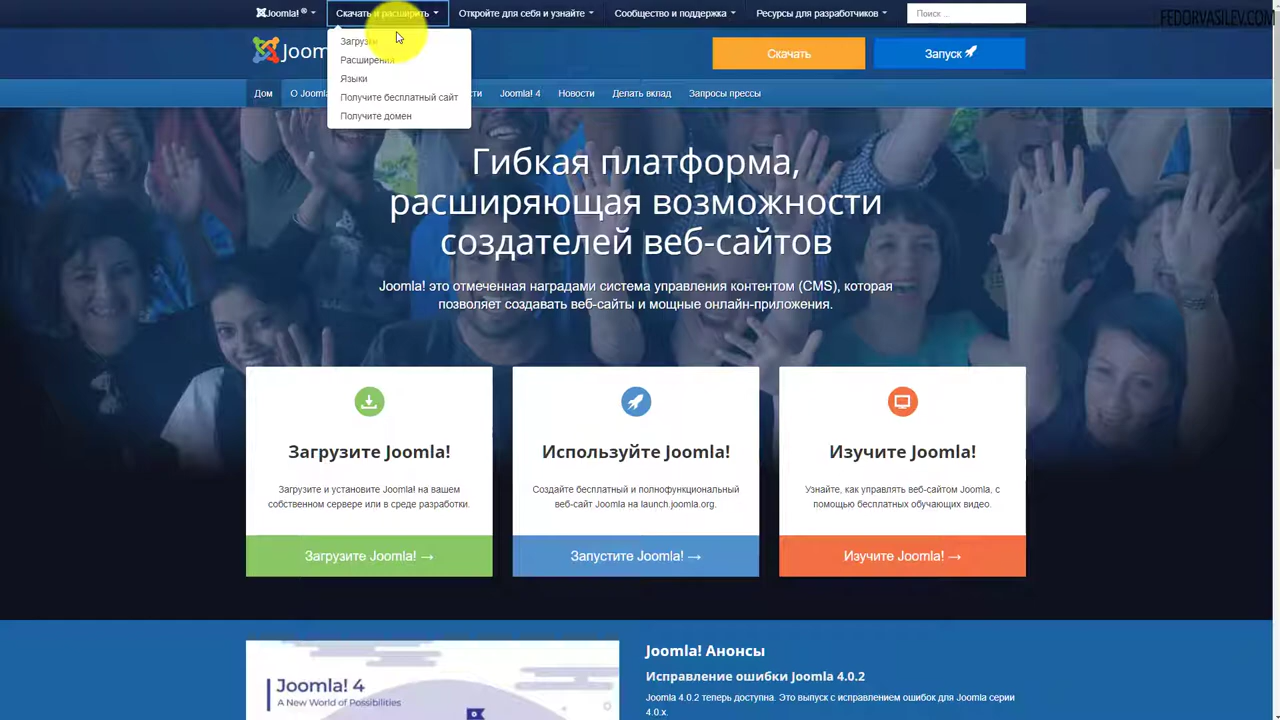 Joomla! ®
Скачать и расширить
Откройте для себя и узнайте
Сообщество и поддержка
Ресурсы для разработчиков
Поиск ...
FEDORVASILEV.COM
Загрузки
Расширения
Языки
Получите бесплатный сайт
Получите домен
Скачать
Запуск
Дом
О Joomla
Joomla! 4
Новости
Делать вклад
Запросы прессы
Гибкая платформа,
расширяющая возможности
создателей веб-сайтов
Joomla! это отмеченная наградами система управления контентом (CMS), которая
позволяет создавать веб-сайты и мощные онлайн-приложения.
Загрузите Joomla!
Загрузите и установите Joomla! на вашем
собственном сервере или в среде разработки.
Загрузите Joomla! →
Используйте Joomla!
Создайте бесплатный и полнофункциональный
веб-сайт Joomla на launch.joomla.org.
Запустите Joomla! →
Изучите Joomla!
Узнайте, как управлять веб-сайтом Joomla, с
помощью бесплатных обучающих видео.
Изучите Joomla! →
Joomla! 4
A New World of Possibilities
Joomla! Анонсы
Исправление ошибки Joomla 4.0.2
Joomla 4.0.2 теперь доступна. Это выпуск с исправлением ошибок для Joomla серии
4.0.x.